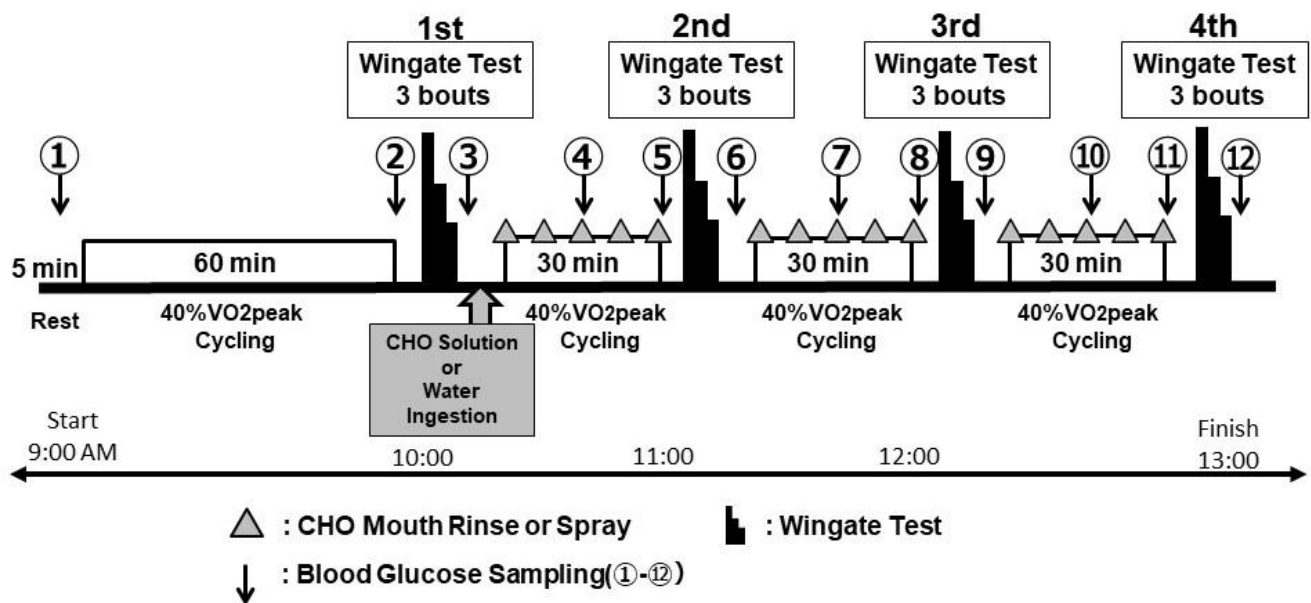 1st
2nd
3rd
4th
Wingate Test
3 bouts
Wingate Test
3 bouts
Wingate Test
3 bouts
Wingate Test
3 bouts
① ② ③ ④ ⑤ ⑥ ⑦ ⑧ ⑨ ⑩ ⑪ ⑫
5 min
60 min
30 min
30 min
30 min
Rest
40%VO2peak
Cycling
40%VO2peak
Cycling
40%VO2peak
Cycling
40%VO2peak
Cycling
CHO Solution
or
Water
Ingestion
Start
9:00 AM
10:00
11:00
12:00
Finish
13:00
: CHO Mouth Rinse or Spray
: Wingate Test
: Blood Glucose Sampling(①-⑫)